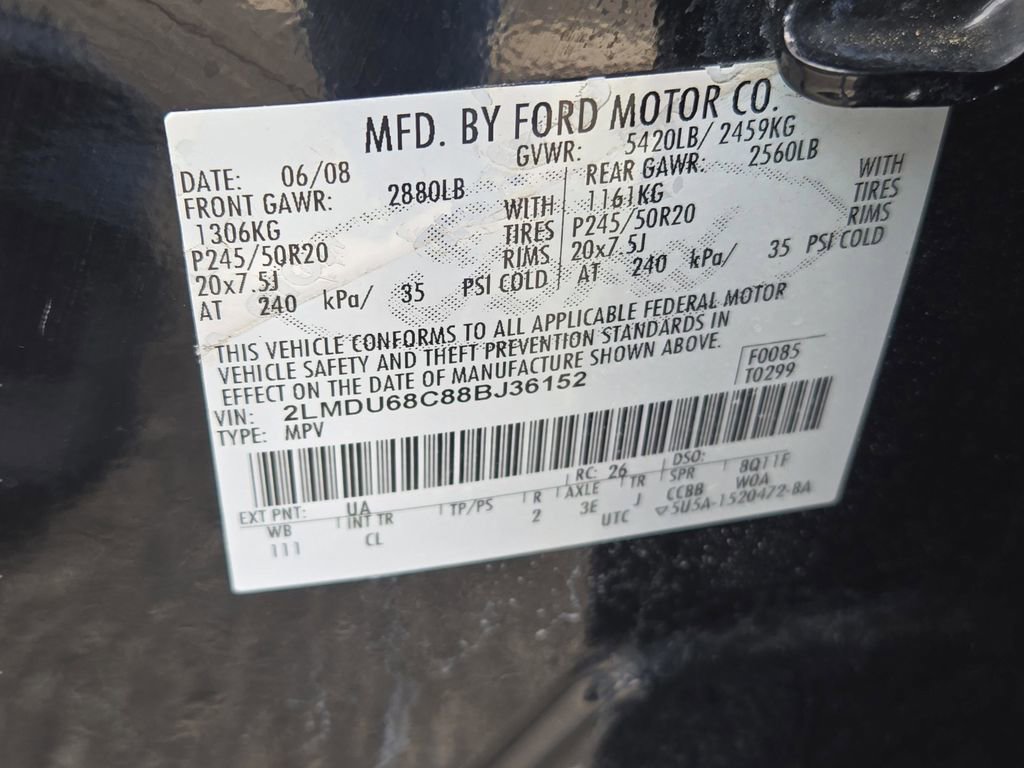 MFD. BY FORD MOTOR CO.
DATE: 06/08 GVWR: 5420LB/ 2459KG
FRONT GAWR: 2880LB REAR GAWR: 2560LB
1306KG WITH 1161KG WITH
P245/50R20 TIRES P245/50R20 TIRES
20x7.5J RIMS 20x7.5J RIMS
AT 240 kPa/ 35 PSI COLD AT 240 kPa/ 35 PSI COLD
THIS VEHICLE CONFORMS TO ALL APPLICABLE FEDERAL MOTOR
VEHICLE SAFETY AND THEFT PREVENTION STANDARDS IN
EFFECT ON THE DATE OF MANUFACTURE SHOWN ABOVE.
F0085
T0299
VIN: 2LMDU68C88BJ36152
TYPE: MPV
EXT PNT: UA RC: 26 DSO: 8Q11F
WB INT TR TP/PS R AXLE TR SPR
111 CL 2 3E J CCBB W0A
UTC ▽5U5A-1520472-BA